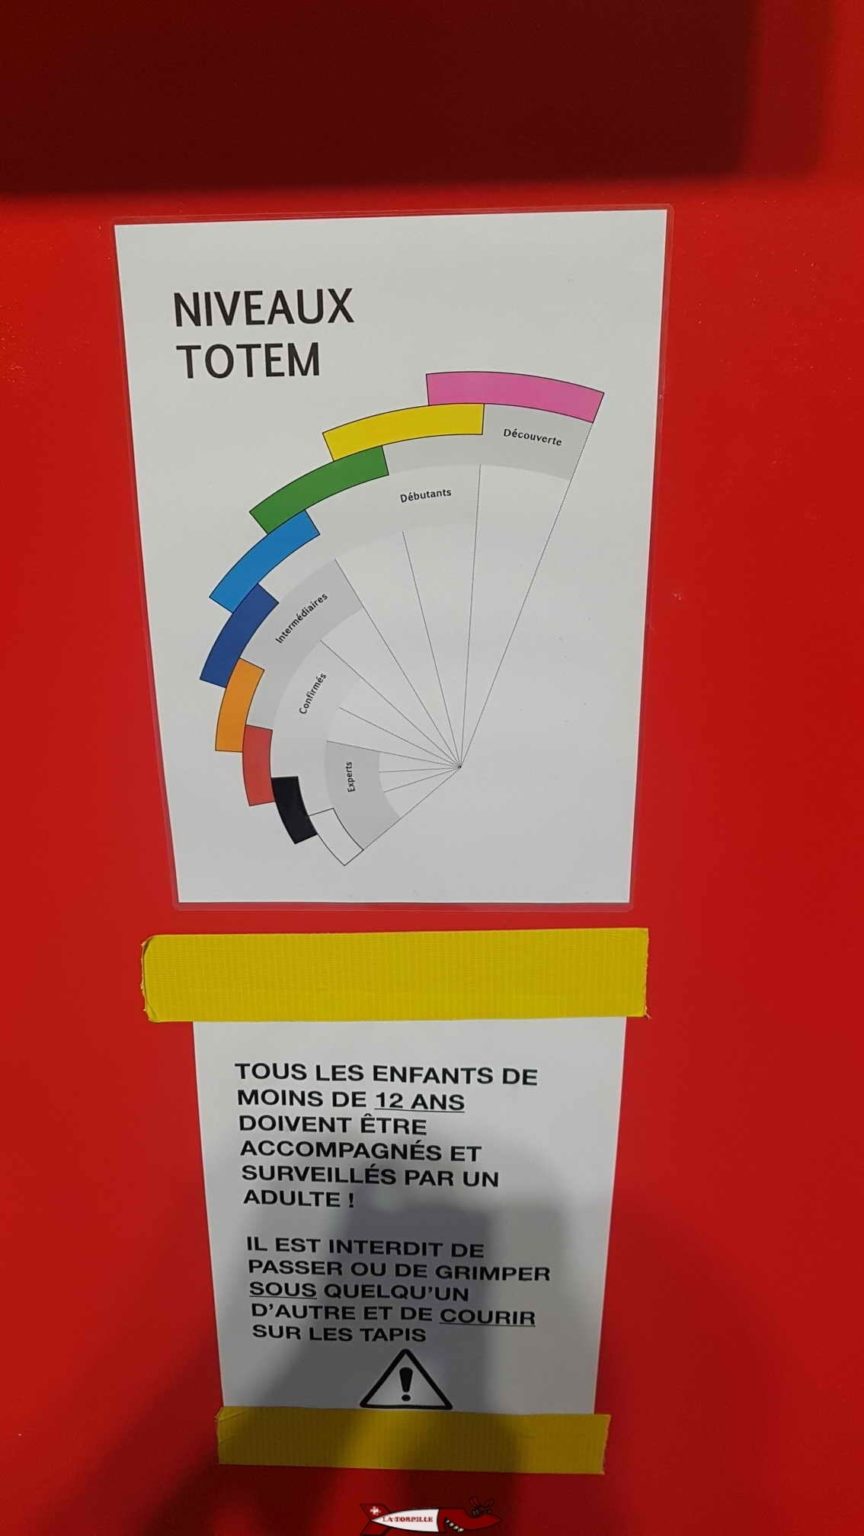 NIVEAUX
TOTEM
Découverte
Débutants
Intermédiaires
Confirmés
Experts
TOUS LES ENFANTS DE
MOINS DE 12 ANS
DOIVENT ÊTRE
ACCOMPAGNÉS ET
SURVEILLÉS PAR UN
ADULTE !
IL EST INTERDIT DE
PASSER OU DE GRIMPER
SOUS QUELQU'UN
D'AUTRE ET DE COURIR
SUR LES TAPIS
LA TORPILLE